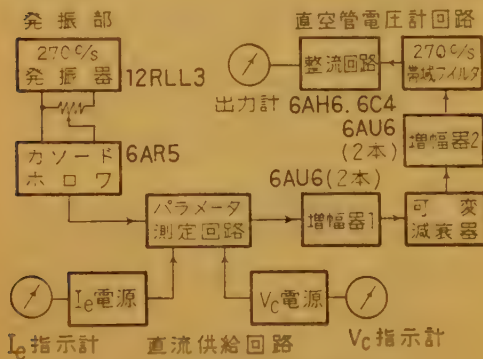 発振部
直空管電圧計回路
270c/s
発振器
12RLL3
整流回路
270c/s
帯域フィルタ
出力計
6AH6. 6C4
6AU6
(2本)
増幅器2
カソード
ホロワ
6AR5
6AU6(2本)
パラメータ
測定回路
増幅器1
可変
減衰器
Ie電源
Vc電源
Ie指示計
直流供給回路
Vc指示計